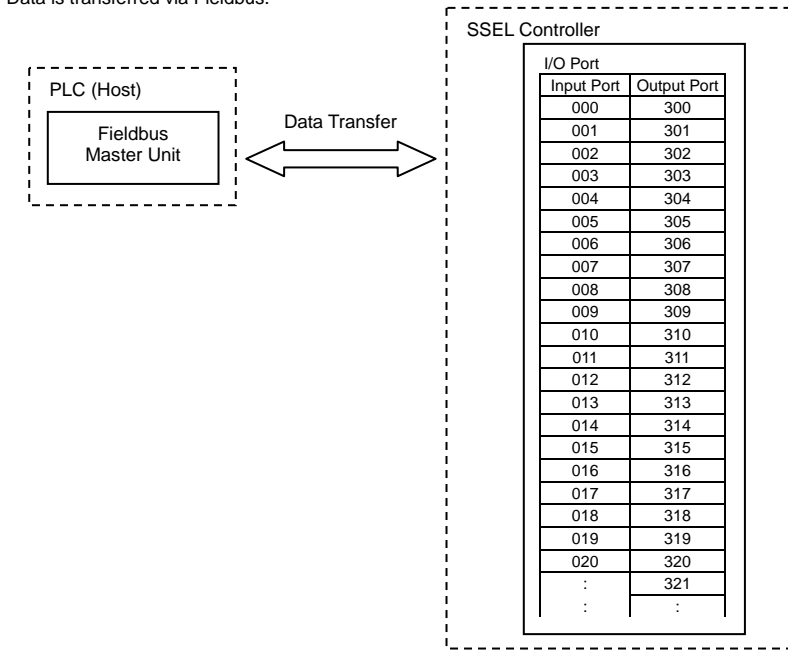 Data is transferred via Fieldbus.
SSEL Controller
I/O Port
PLC (Host)
Fieldbus
Master Unit
Data Transfer
Input Port Output Port
000 300
001 301
002 302
003 303
004 304
005 305
006 306
007 307
008 308
009 309
010 310
011 311
012 312
013 313
014 314
015 315
016 316
017 317
018 318
019 319
020 320
: 321
: :